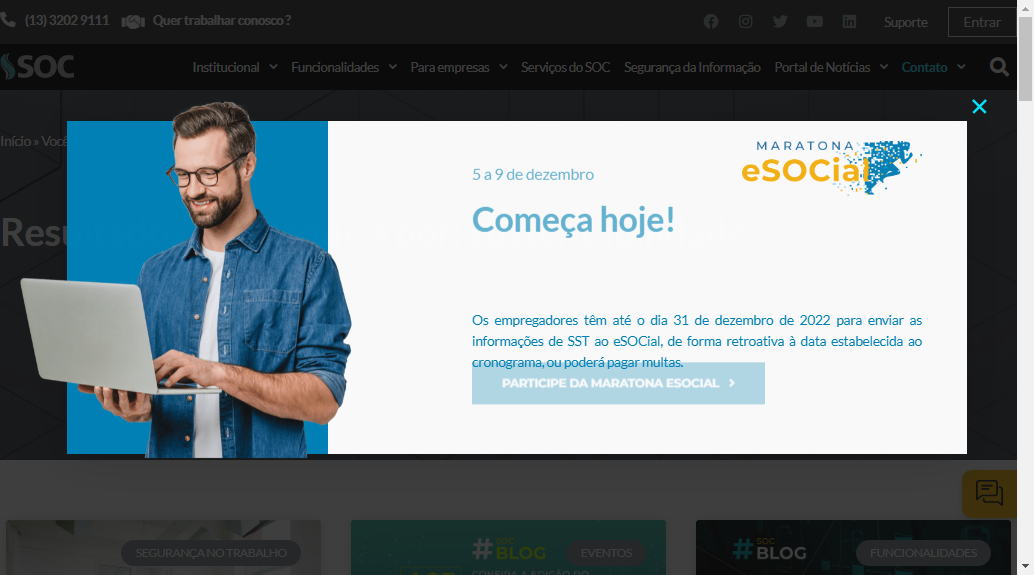 (13) 3202 9111 Quer trabalhar conosco ? Suporte Entrar
SOC Institucional Funcionalidades Para empresas Serviços do SOC Segurança da Informação Portal de Notícias Contato
Início » Você
MARATONA
eSOCial
5 a 9 de dezembro
Começa hoje!
Os empregadores têm até o dia 31 de dezembro de 2022 para enviar as
informações de SST ao eSOCial, de forma retroativa à data estabelecida ao
cronograma, ou poderá pagar multas.
PARTICIPE DA MARATONA ESOCIAL
SEGURANÇA NO TRABALHO
#SOC BLOG
EVENTOS
CONFIRA A EDIÇÃO DO
#SOC BLOG
FUNCIONALIDADES